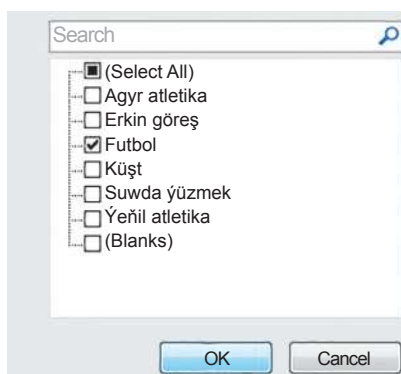 Search
(Select All)
Agyr atletika
Erkin göreş
Futbol
Küşt
Suwda ýüzmek
Ýeňil atletika
(Blanks)
OK
Cancel